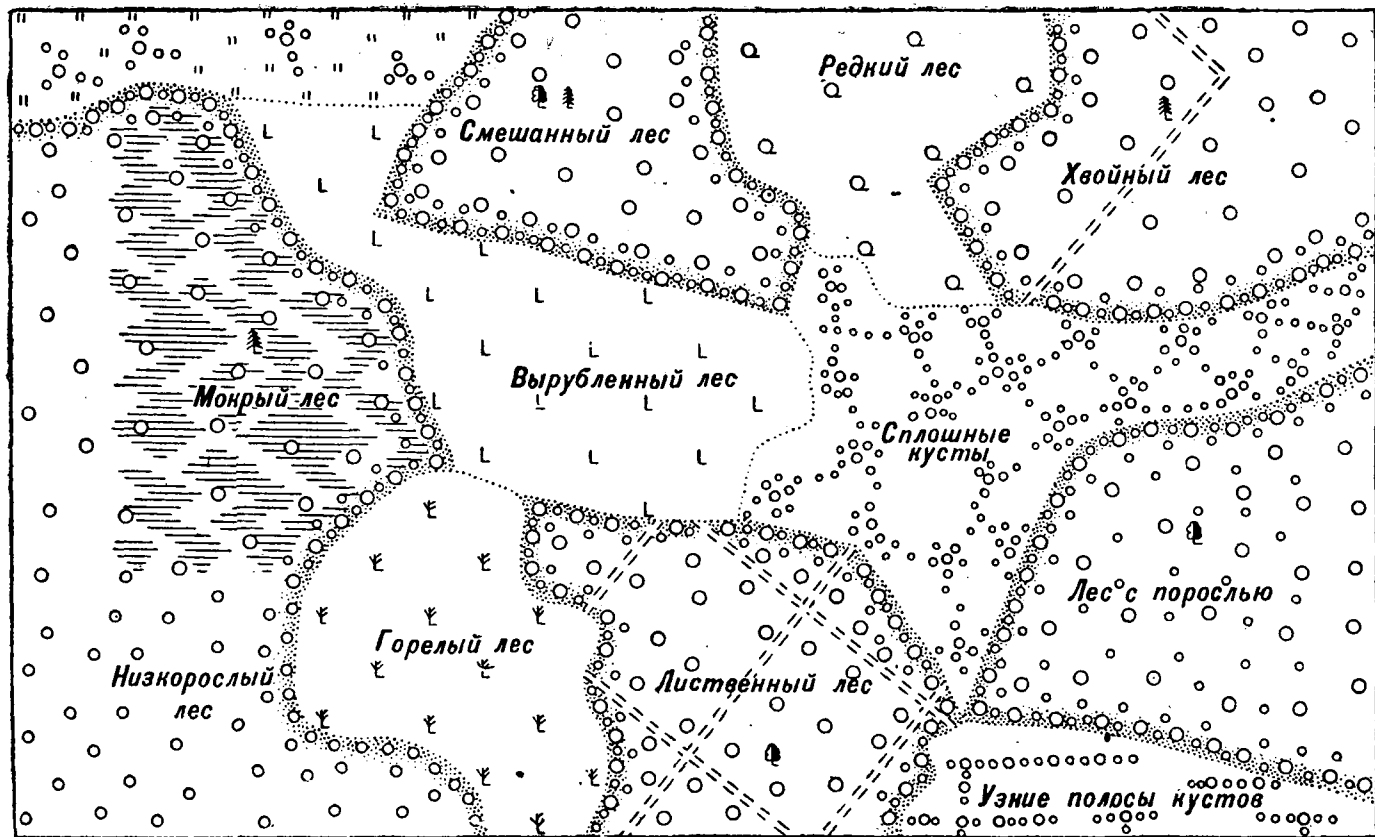 Редкий лес
Смешанный лес
Хвойный лес
Вырубленный лес
Мокрый лес
Сплошные
кусты
Лес с порослью
Горелый лес
Низкорослый
лес
Лиственный лес
Узкие полосы кустов